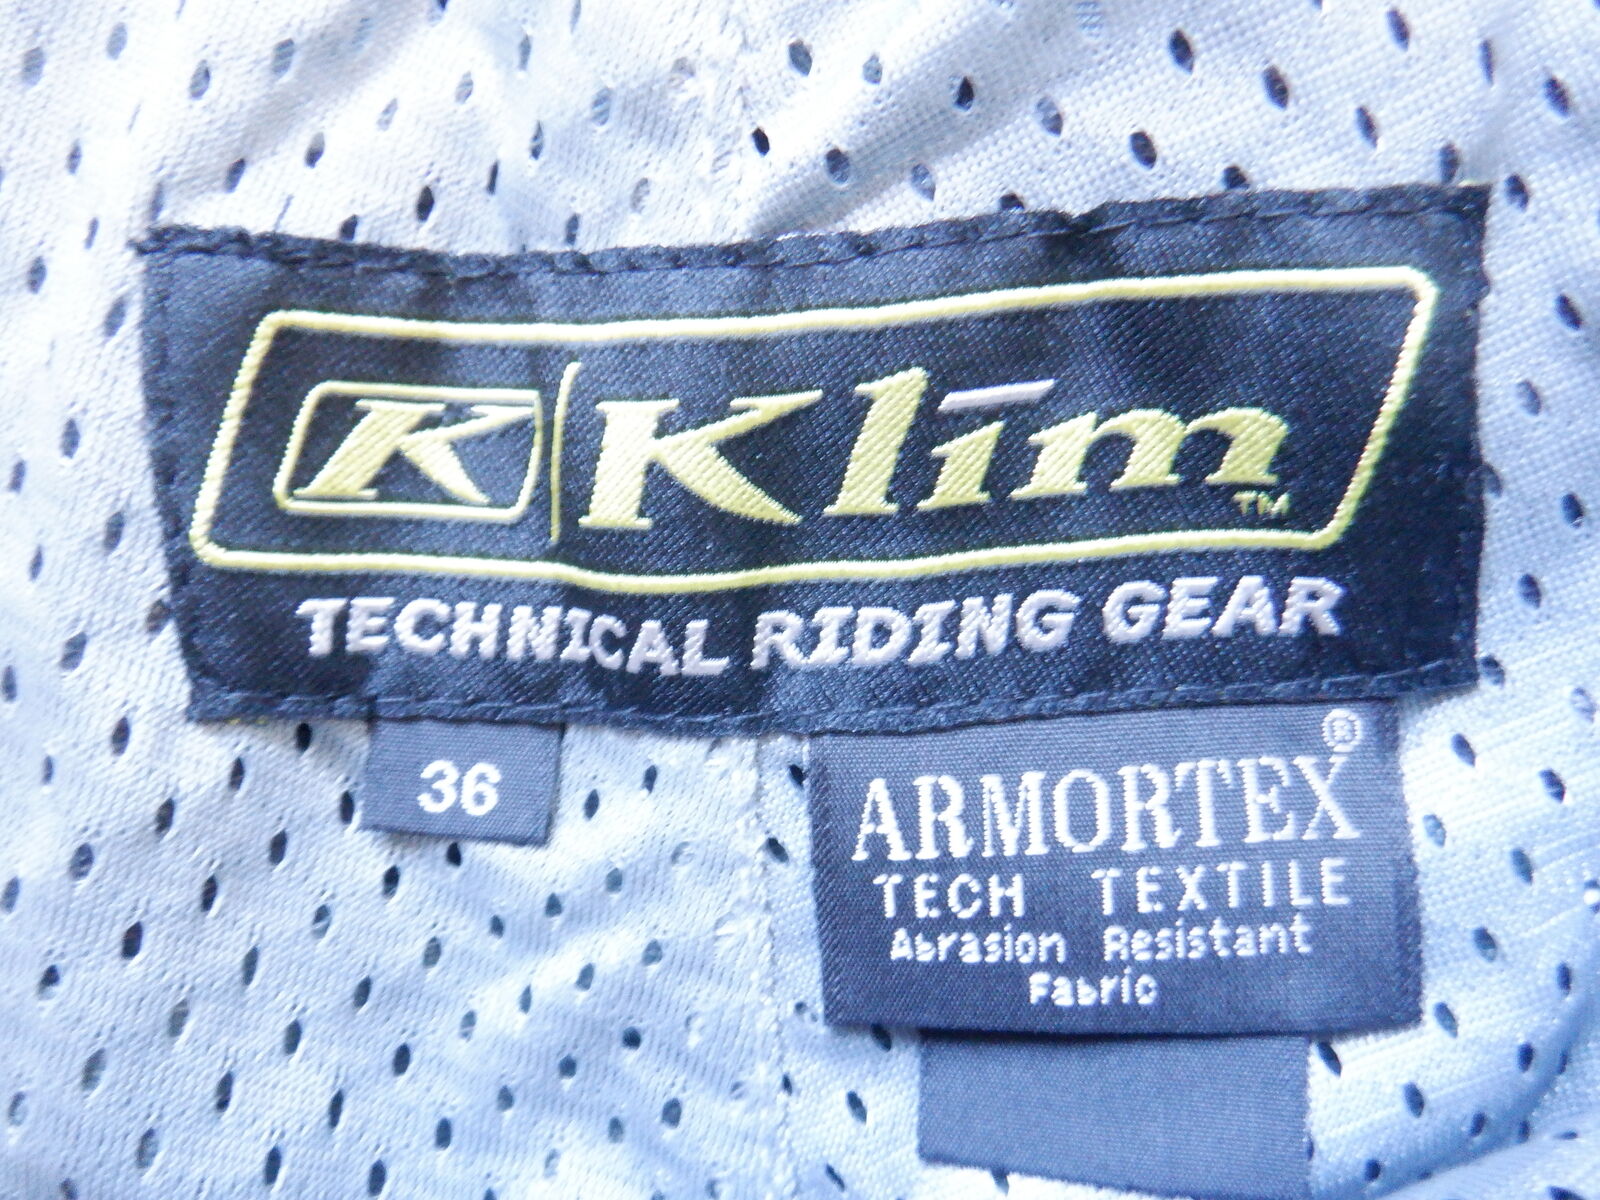 K Klim™
TECHNICAL RIDING GEAR
36
ARMORTEX®
TECH TEXTILE
Abrasion Resistant
Fabric